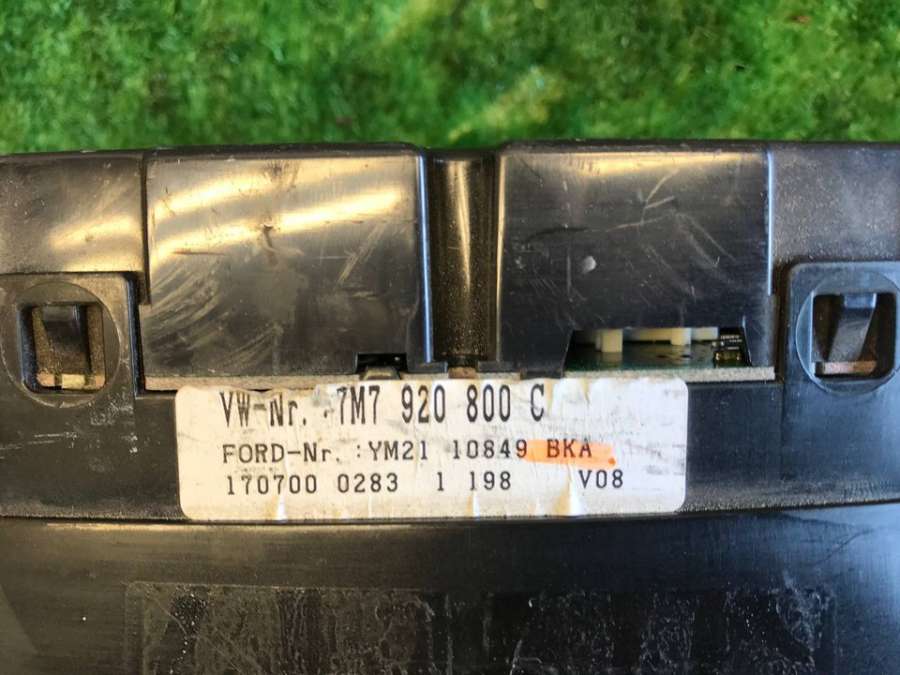 VW-Nr. :7M7 920 800 C
FORD-Nr. :YM21 10849 BKA
170700 0283 1 198 V08